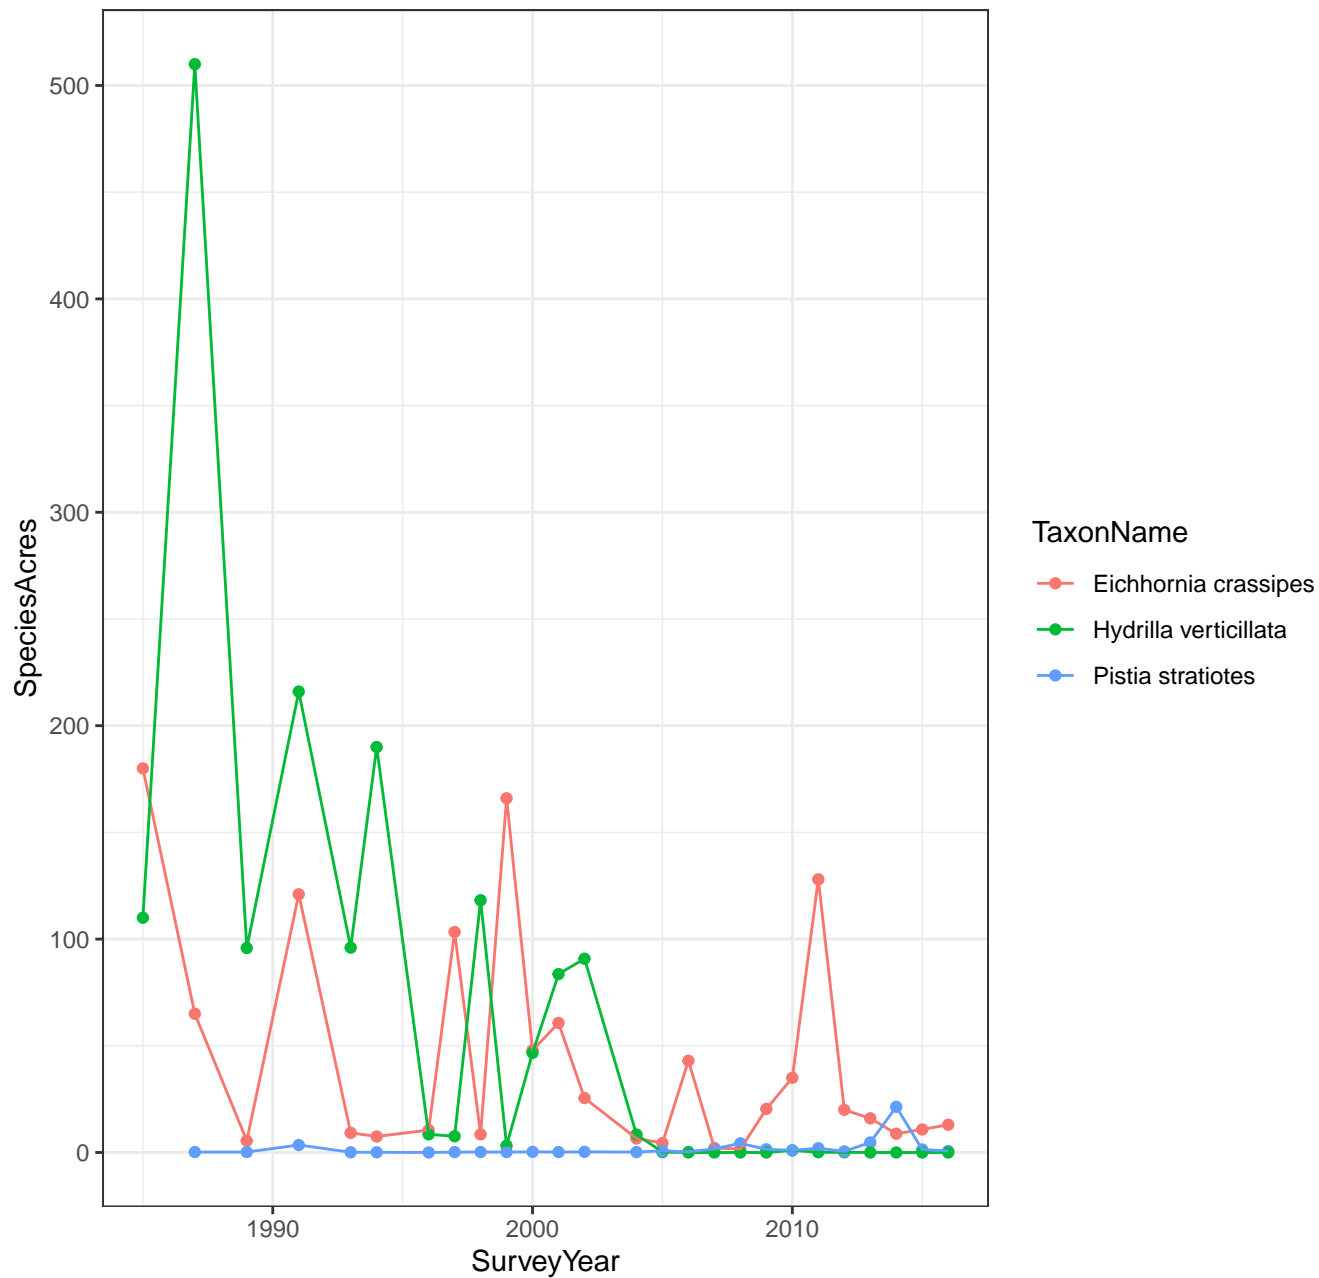 500
400
300
200
100
0
SpeciesAcres
1990
2000
2010
SurveyYear
TaxonName
Eichhornia crassipes
Hydrilla verticillata
Pistia stratiotes